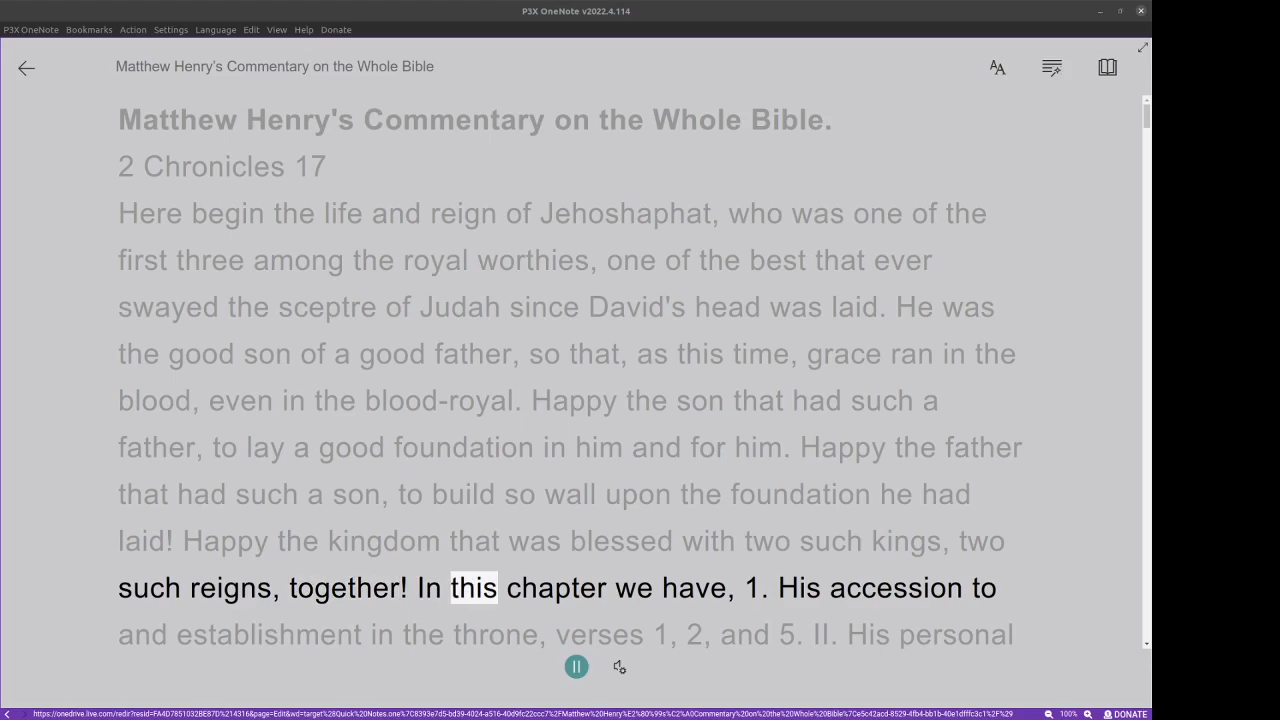 P3X OneNote v2022.4.114
P3X OneNote Bookmarks Action Settings Language Edit View Help Donate
Matthew Henry's Commentary on the Whole Bible
Matthew Henry's Commentary on the Whole Bible.
2 Chronicles 17
Here begin the life and reign of Jehoshaphat, who was one of the
first three among the royal worthies, one of the best that ever
swayed the sceptre of Judah since David's head was laid. He was
the good son of a good father, so that, as this time, grace ran in the
blood, even in the blood-royal. Happy the son that had such a
father, to lay a good foundation in him and for him. Happy the father
that had such a son, to build so wall upon the foundation he had
laid! Happy the kingdom that was blessed with two such kings, two
such reigns, together! In this chapter we have, 1. His accession to
and establishment in the throne, verses 1, 2, and 5. II. His personal
100% DONATE